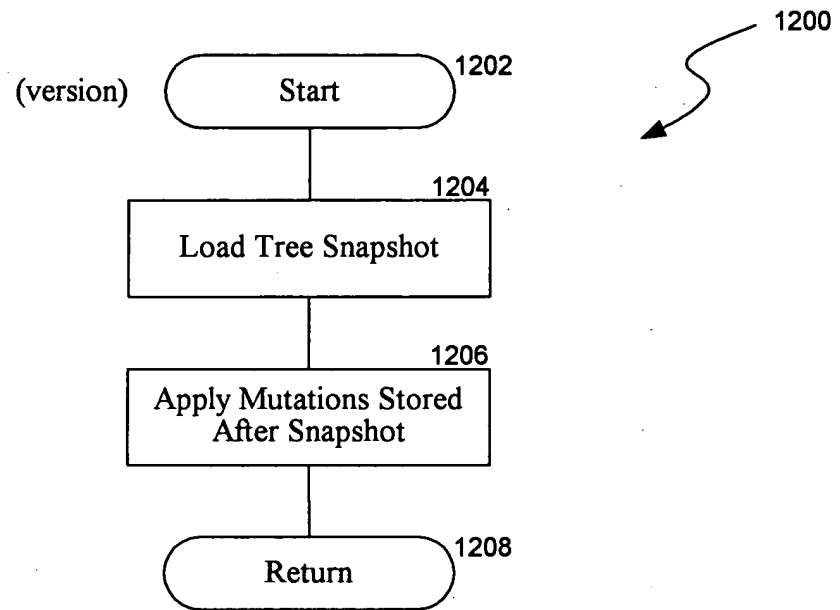 1200
1202
(version) Start
1204
Load Tree Snapshot
1206
Apply Mutations Stored
After Snapshot
1208
Return